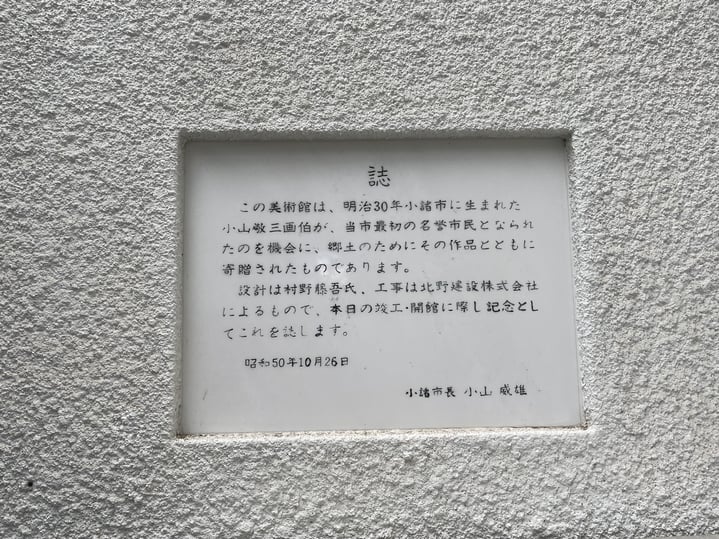 誌
この美術館は、明治30年小諸市に生まれた
小山敬三画伯が、当市最初の名誉市民となられ
たのを機会に、郷土のためにその作品とともに
寄贈されたものであります。
設計は村野藤吾氏、工事は北野建設株式会社
によるもので、本日の竣工・開館に際し記念とし
てこれを誌します。
昭和50年10月26日
小諸市長 小山 威雄